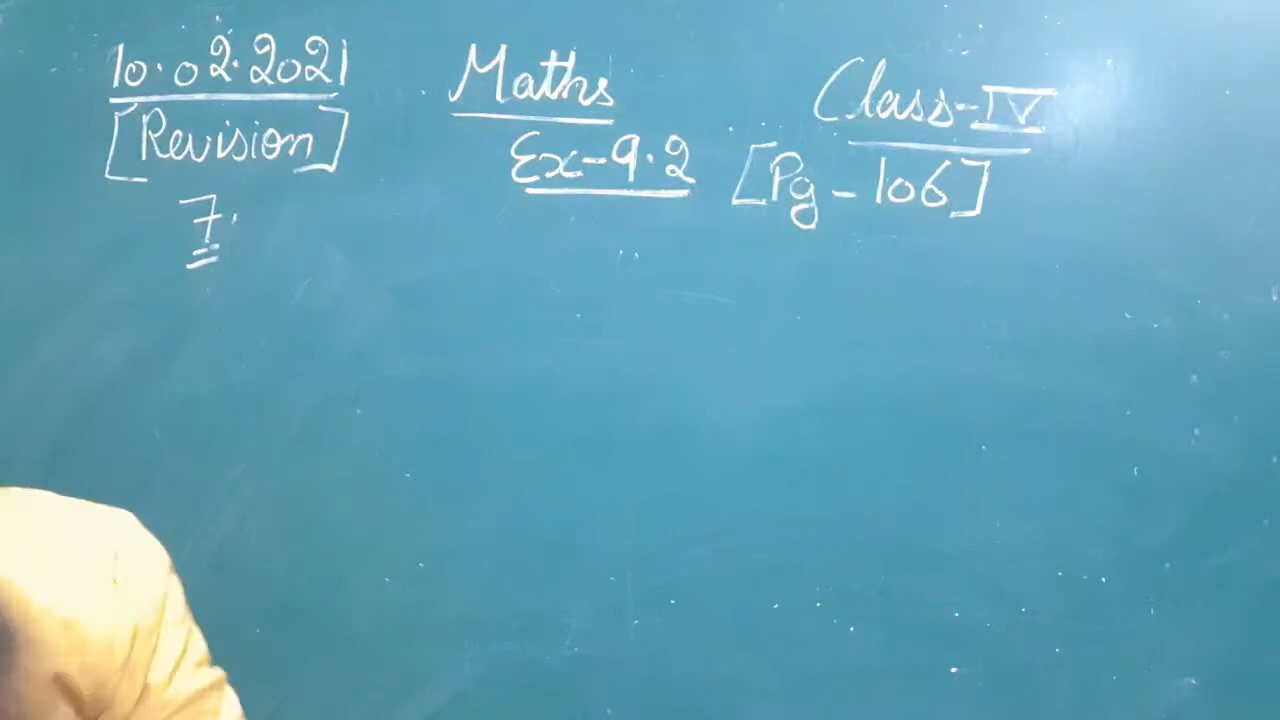 10.02.2021 Maths Class-IV
[Revision] Ex-9.2 [Pg-106]
7.